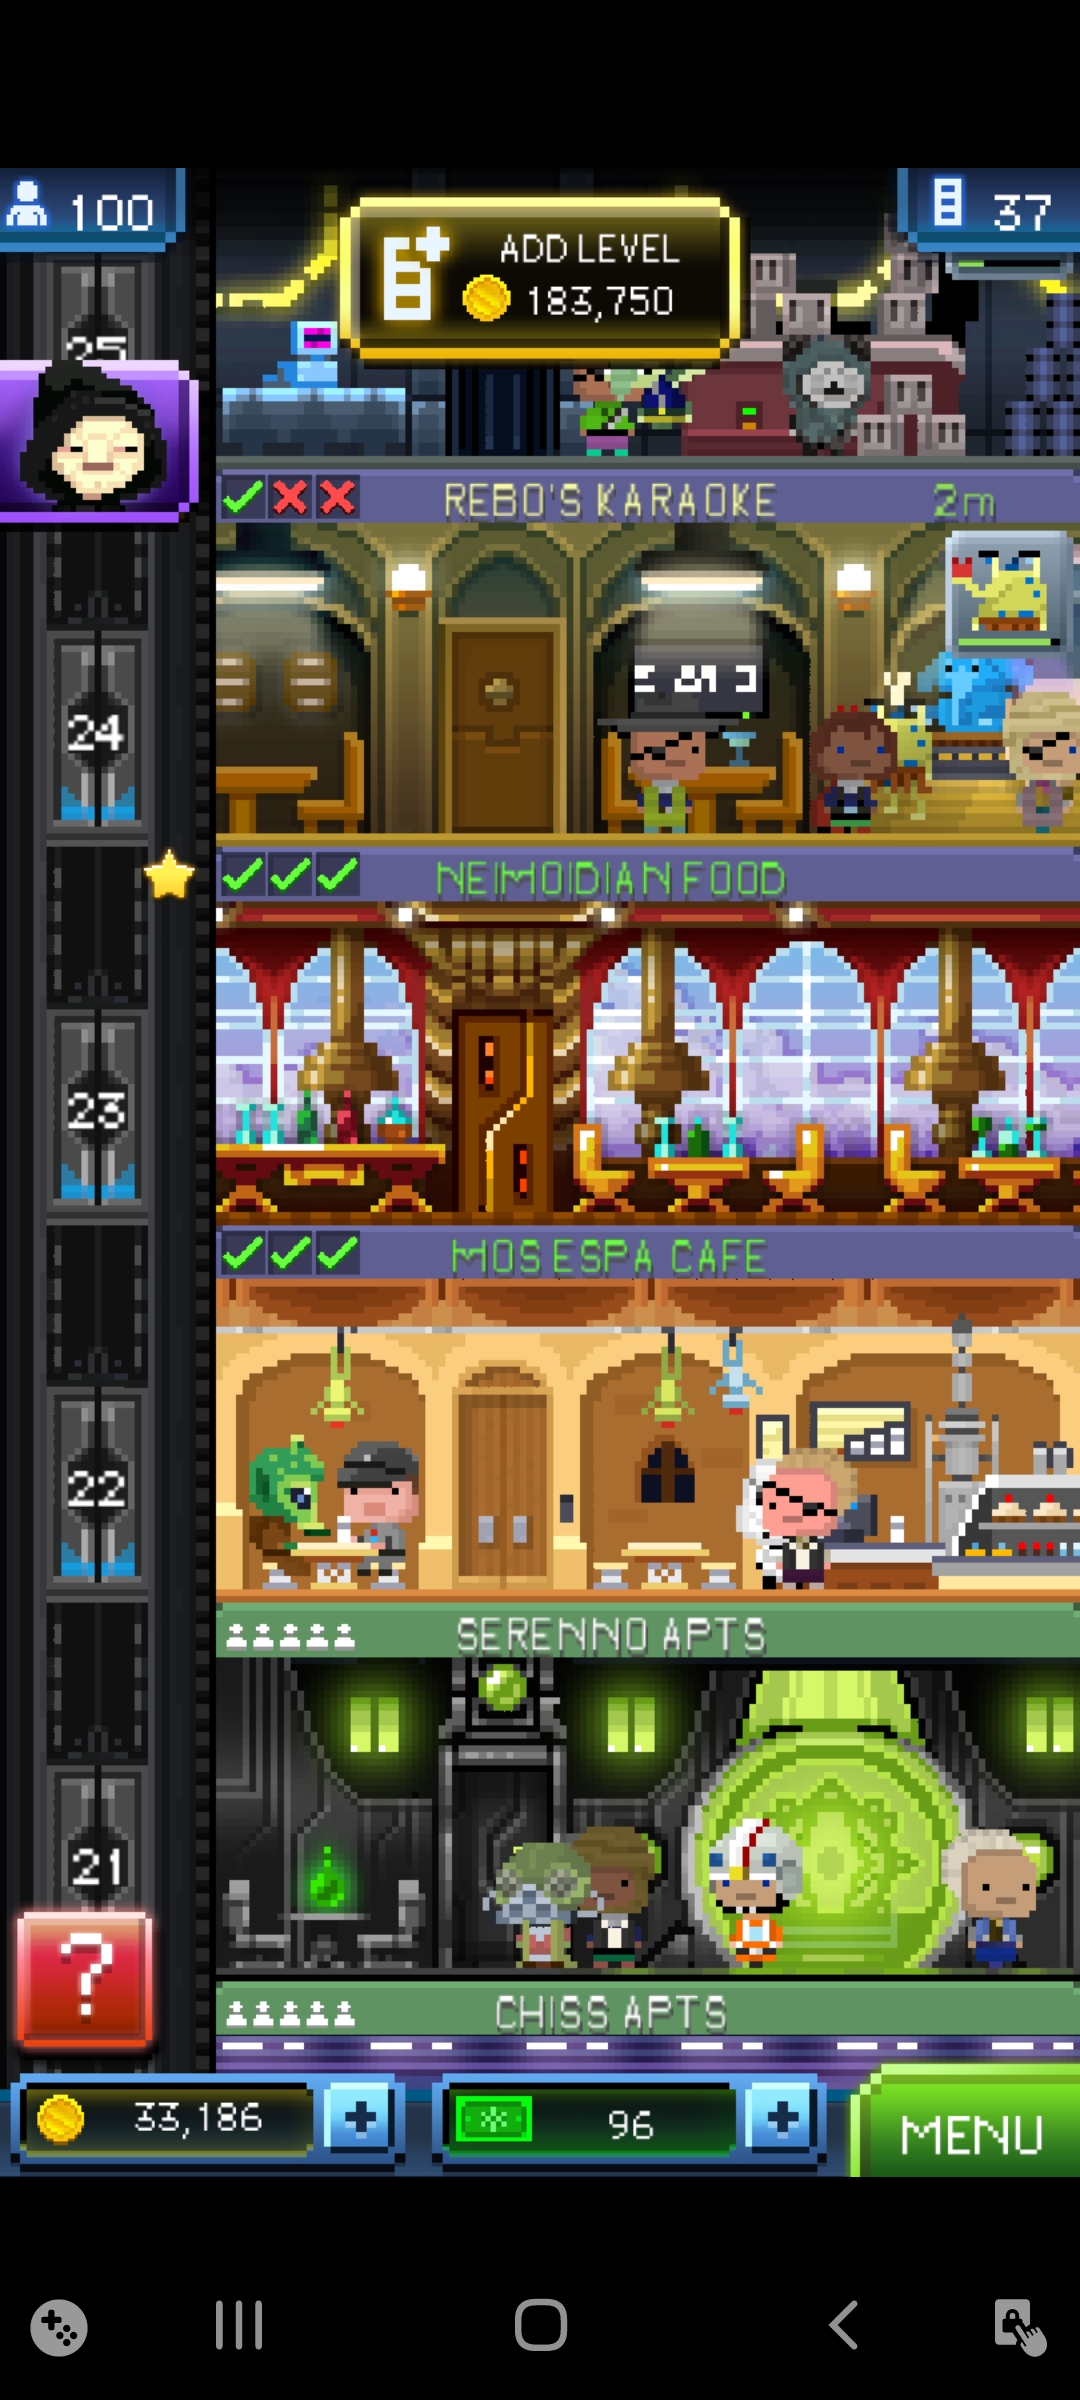 100
ADD LEVEL
183,750
37
25
REBO'S KARAOKE
2m
24
NEIMOIDIAN FOOD
23
MOS ESPA CAFE
22
SERENNO APTS
21
?
CHISS APTS
33,186
+
96
+
MENU